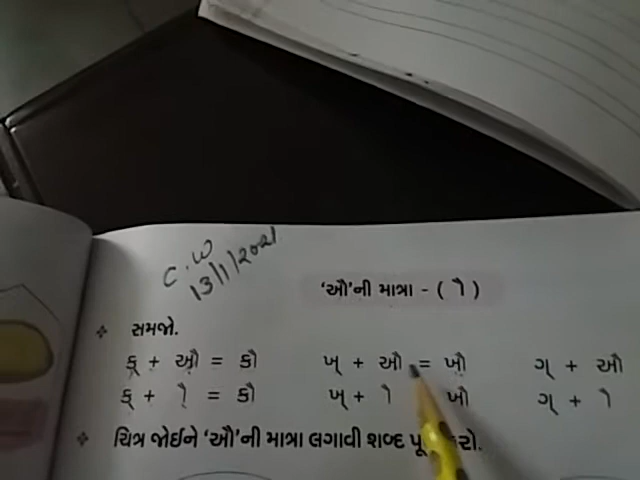 C.W
13/1/2021
'ઔ'ની માત્રા - ( ૌ )
❖ સમજો.
ક્ + ઔ = કૌ ખ્ + ઔ = ખૌ ગ્ + ઔ
ક્ + ૌ = કૌ ખ્ + ૌ ખૌ ગ્ + ૌ
❖ ચિત્ર જોઈને 'ઔ'ની માત્રા લગાવી શબ્દ